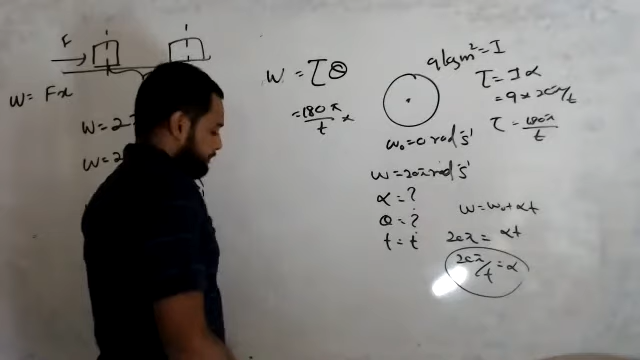 F
W = Fx
W = 2
W = 2
W = τθ
= 180π/t x
9 kgm² = I
ω₀ = 0 rad s⁻¹
ω = 20π rad s⁻¹
α = ?
θ = ?
t = t
τ = Iα
= 9 × 20π/t
τ = 180π/t
ω = ω₀ + αt
20π = αt
20π/t = α